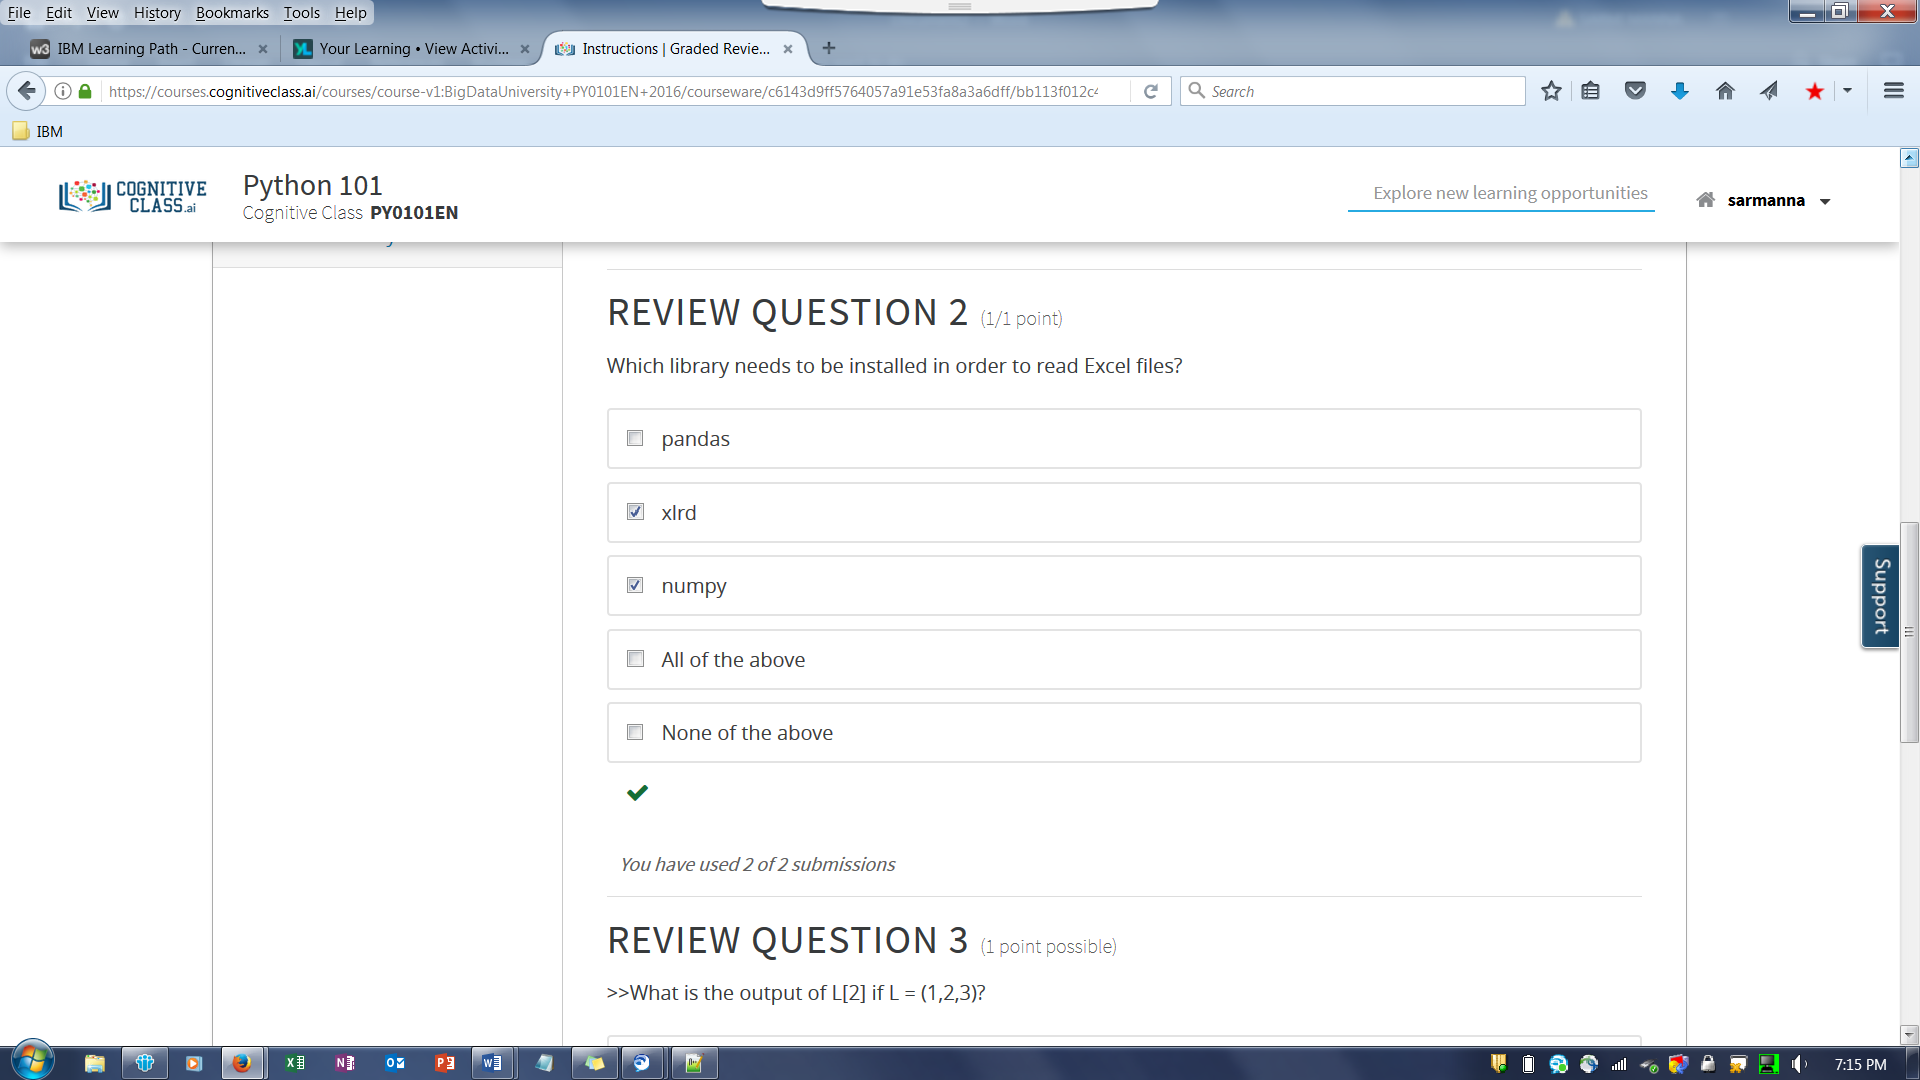 File Edit View History Bookmarks Tools Help
w3 IBM Learning Path - Curren...
YL Your Learning • View Activi...
Instructions | Graded Revie...
https://courses.cognitiveclass.ai/courses/course-v1:BigDataUniversity+PY0101EN+2016/courseware/c6143d9ff5764057a91e53fa8a3a6dff/bb113f012c4
Search
IBM
COGNITIVE
CLASS.ai
Python 101
Cognitive Class PY0101EN
Explore new learning opportunities
sarmanna
REVIEW QUESTION 2 (1/1 point)
Which library needs to be installed in order to read Excel files?
pandas
xlrd
numpy
All of the above
None of the above
You have used 2 of 2 submissions
Support
REVIEW QUESTION 3 (1 point possible)
>>What is the output of L[2] if L = (1,2,3)?
7:15 PM